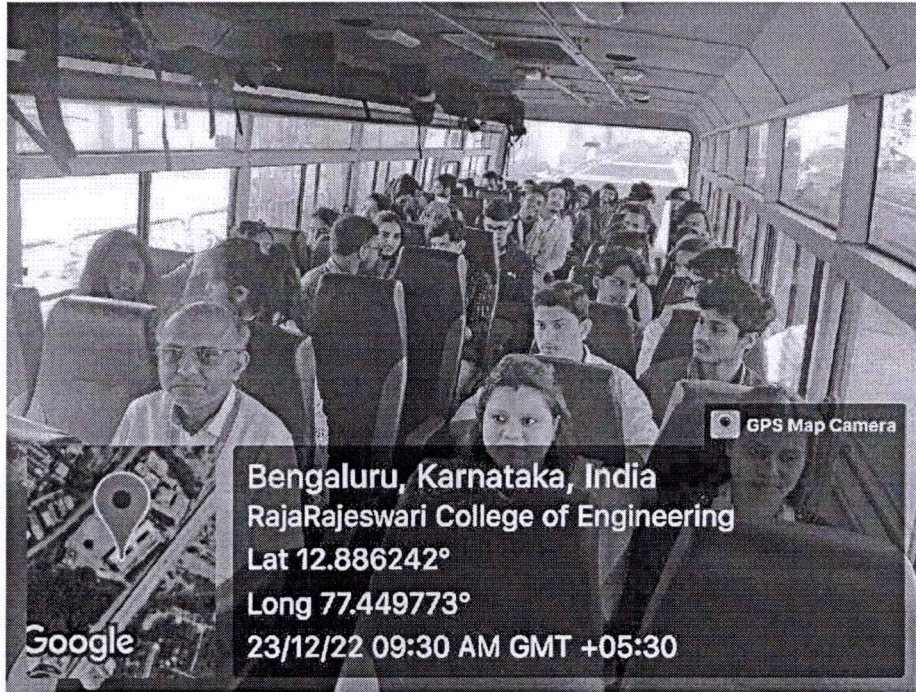 GPS Map Camera
Bengaluru, Karnataka, India
RajaRajeswari College of Engineering
Lat 12.886242°
Long 77.449773°
23/12/22 09:30 AM GMT +05:30
Google